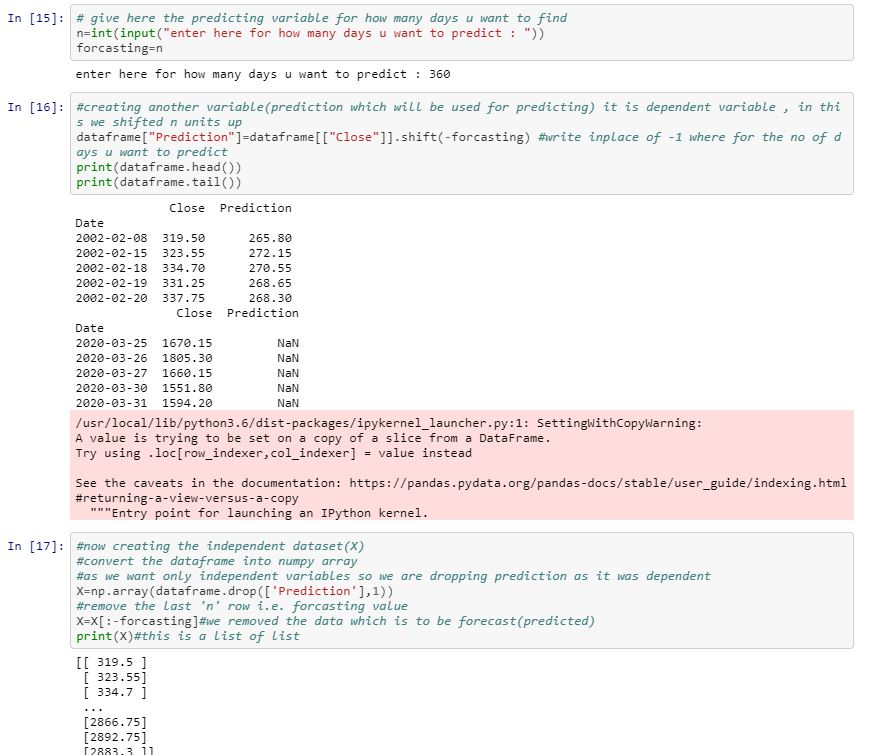 In [15]: # give here the predicting variable for how many days u want to find
n=int(input("enter here for how many days u want to predict : "))
forcasting=n
enter here for how many days u want to predict : 360
In [16]: #creating another variable(prediction which will be used for predicting) it is dependent variable , in thi
s we shifted n units up
dataframe["Prediction"]=dataframe[["Close"]].shift(-forcasting) #write inplace of -1 where for the no of d
ays u want to predict
print(dataframe.head())
print(dataframe.tail())
Close Prediction
Date
2002-02-08 319.50 265.80
2002-02-15 323.55 272.15
2002-02-18 334.70 270.55
2002-02-19 331.25 268.65
2002-02-20 337.75 268.30
Close Prediction
Date
2020-03-25 1670.15 NaN
2020-03-26 1805.30 NaN
2020-03-27 1660.15 NaN
2020-03-30 1551.80 NaN
2020-03-31 1594.20 NaN
/usr/local/lib/python3.6/dist-packages/ipykernel_launcher.py:1: SettingWithCopyWarning:
A value is trying to be set on a copy of a slice from a DataFrame.
Try using .loc[row_indexer,col_indexer] = value instead
See the caveats in the documentation: https://pandas.pydata.org/pandas-docs/stable/user_guide/indexing.html
#returning-a-view-versus-a-copy
"""Entry point for launching an IPython kernel.
In [17]: #now creating the independent dataset(X)
#convert the dataframe into numpy array
#as we want only independent variables so we are dropping prediction as it was dependent
X=np.array(dataframe.drop(['Prediction'],1))
#remove the last 'n' row i.e. forcasting value
X=X[:-forcasting]#we removed the data which is to be forecast(predicted)
print(X)#this is a list of list
[[ 319.5 ]
[ 323.55]
[ 334.7 ]
...
[2866.75]
[2892.75]
[2883.3 ]]